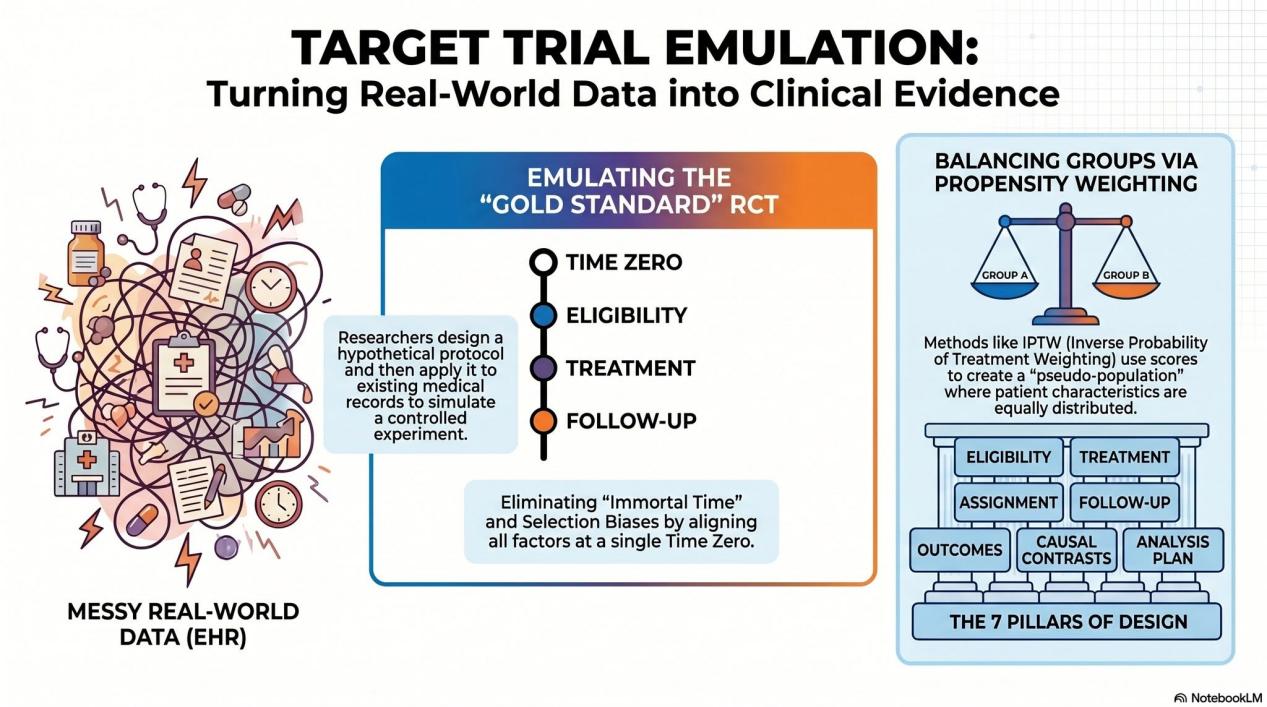 TARGET TRIAL EMULATION:
Turning Real-World Data into Clinical Evidence
MESSY REAL-WORLD
DATA (EHR)
EMULATING THE
“GOLD STANDARD” RCT
Researchers design a
hypothetical protocol
and then apply it to
existing medical
records to simulate
a controlled
experiment.
TIME ZERO
ELIGIBILITY
TREATMENT
FOLLOW-UP
Eliminating “Immortal Time”
and Selection Biases by aligning
all factors at a single Time Zero.
BALANCING GROUPS VIA
PROPENSITY WEIGHTING
GROUP A
GROUP B
Methods like IPTW (Inverse Probability
of Treatment Weighting) use scores
to create a “pseudo-population”
where patient characteristics are
equally distributed.
ELIGIBILITY
TREATMENT
ASSIGNMENT
FOLLOW-UP
OUTCOMES
CAUSAL
CONTRASTS
ANALYSIS
PLAN
THE 7 PILLARS OF DESIGN
NotebookLM